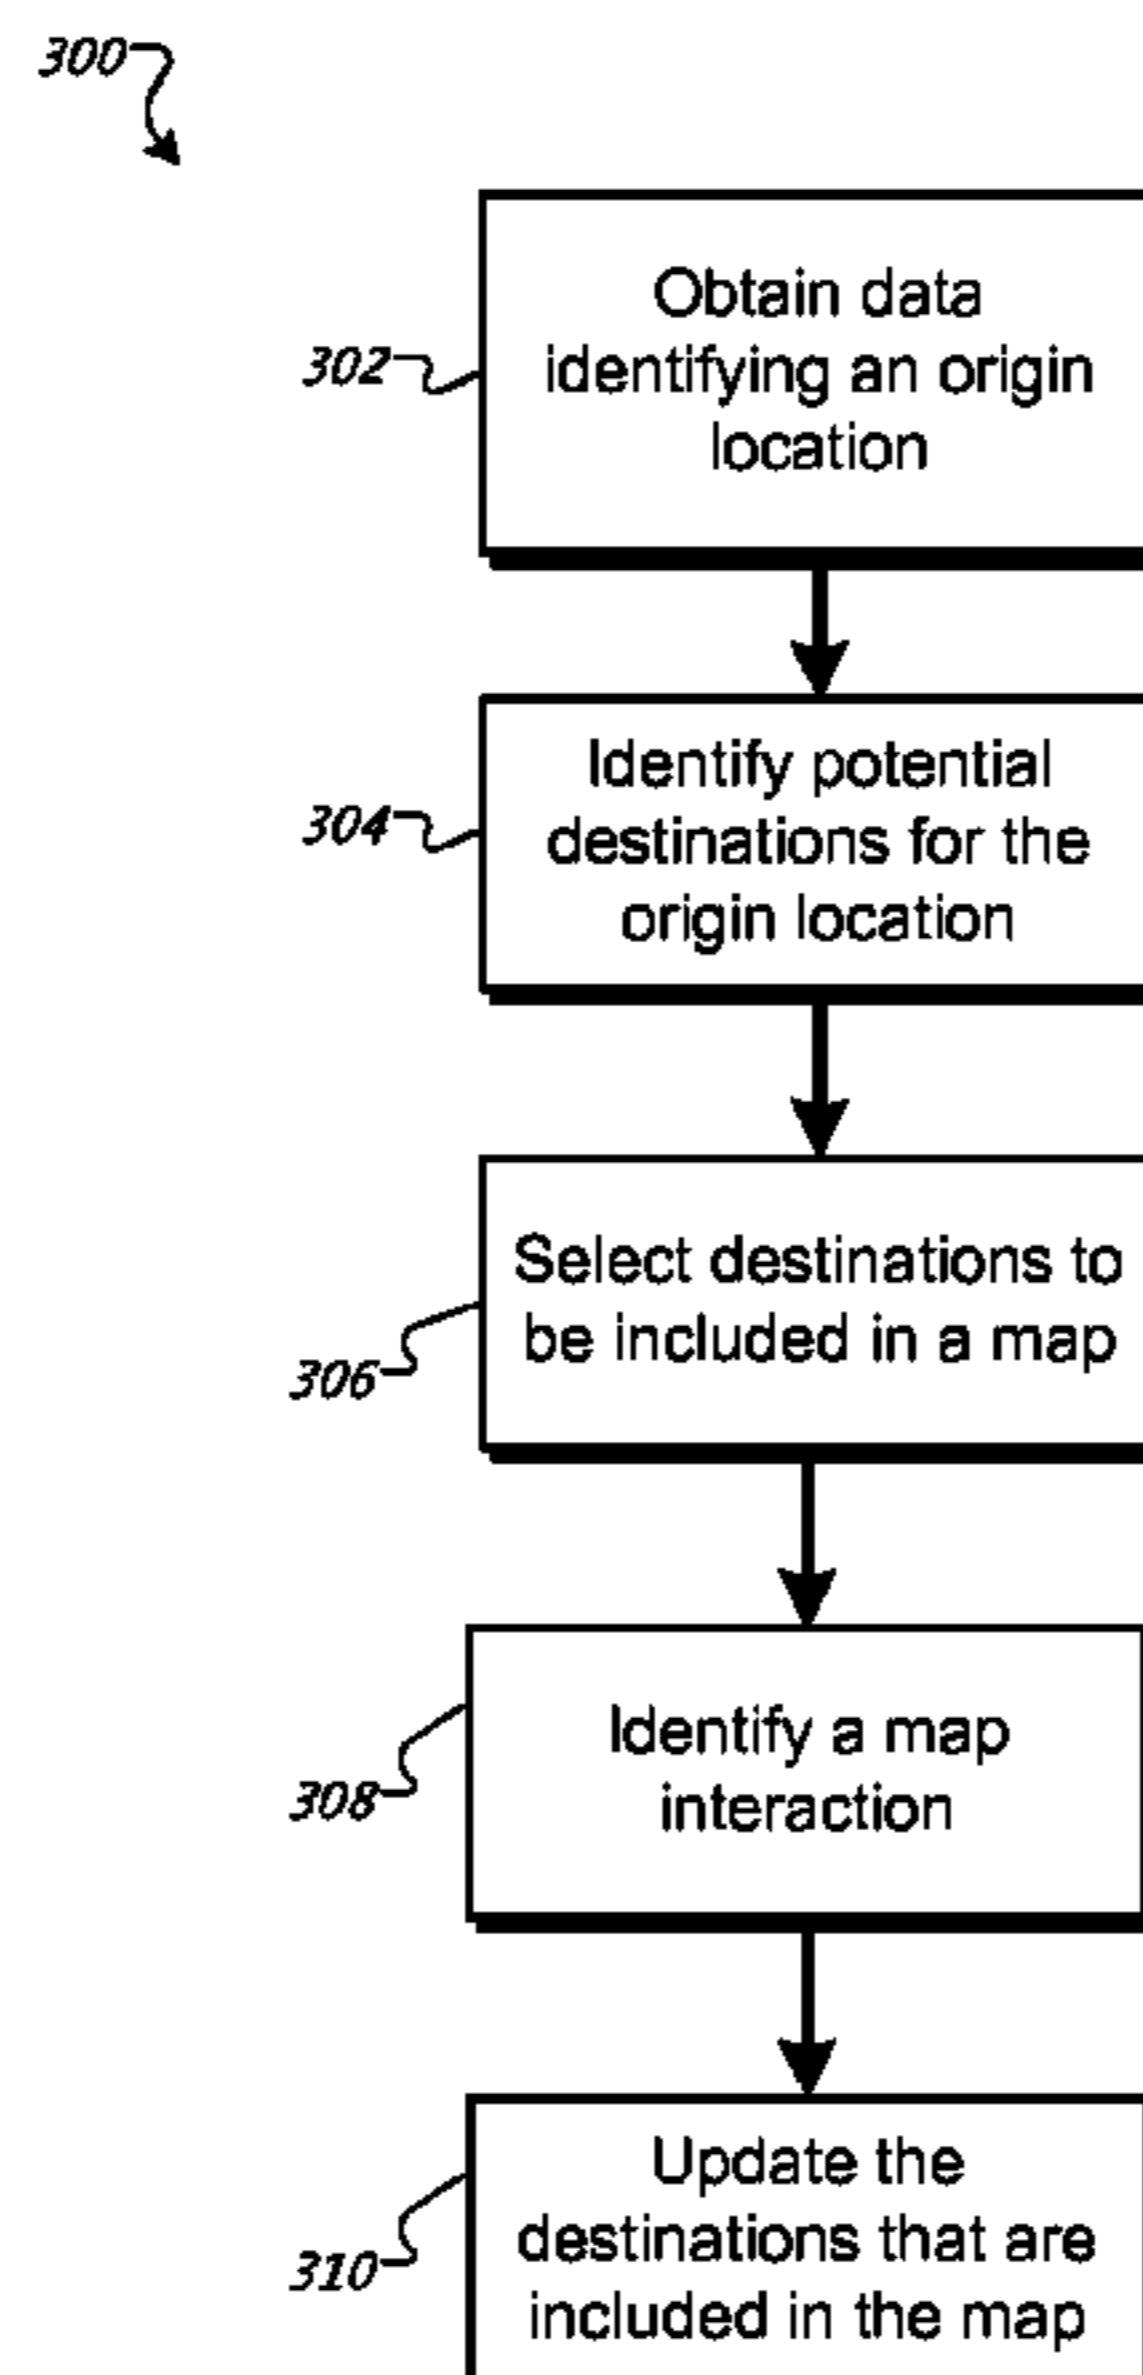 300
302
Obtain data
identifying an origin
location
304
Identify potential
destinations for the
origin location
306
Select destinations to
be included in a map
308
Identify a map
interaction
310
Update the
destinations that are
included in the map